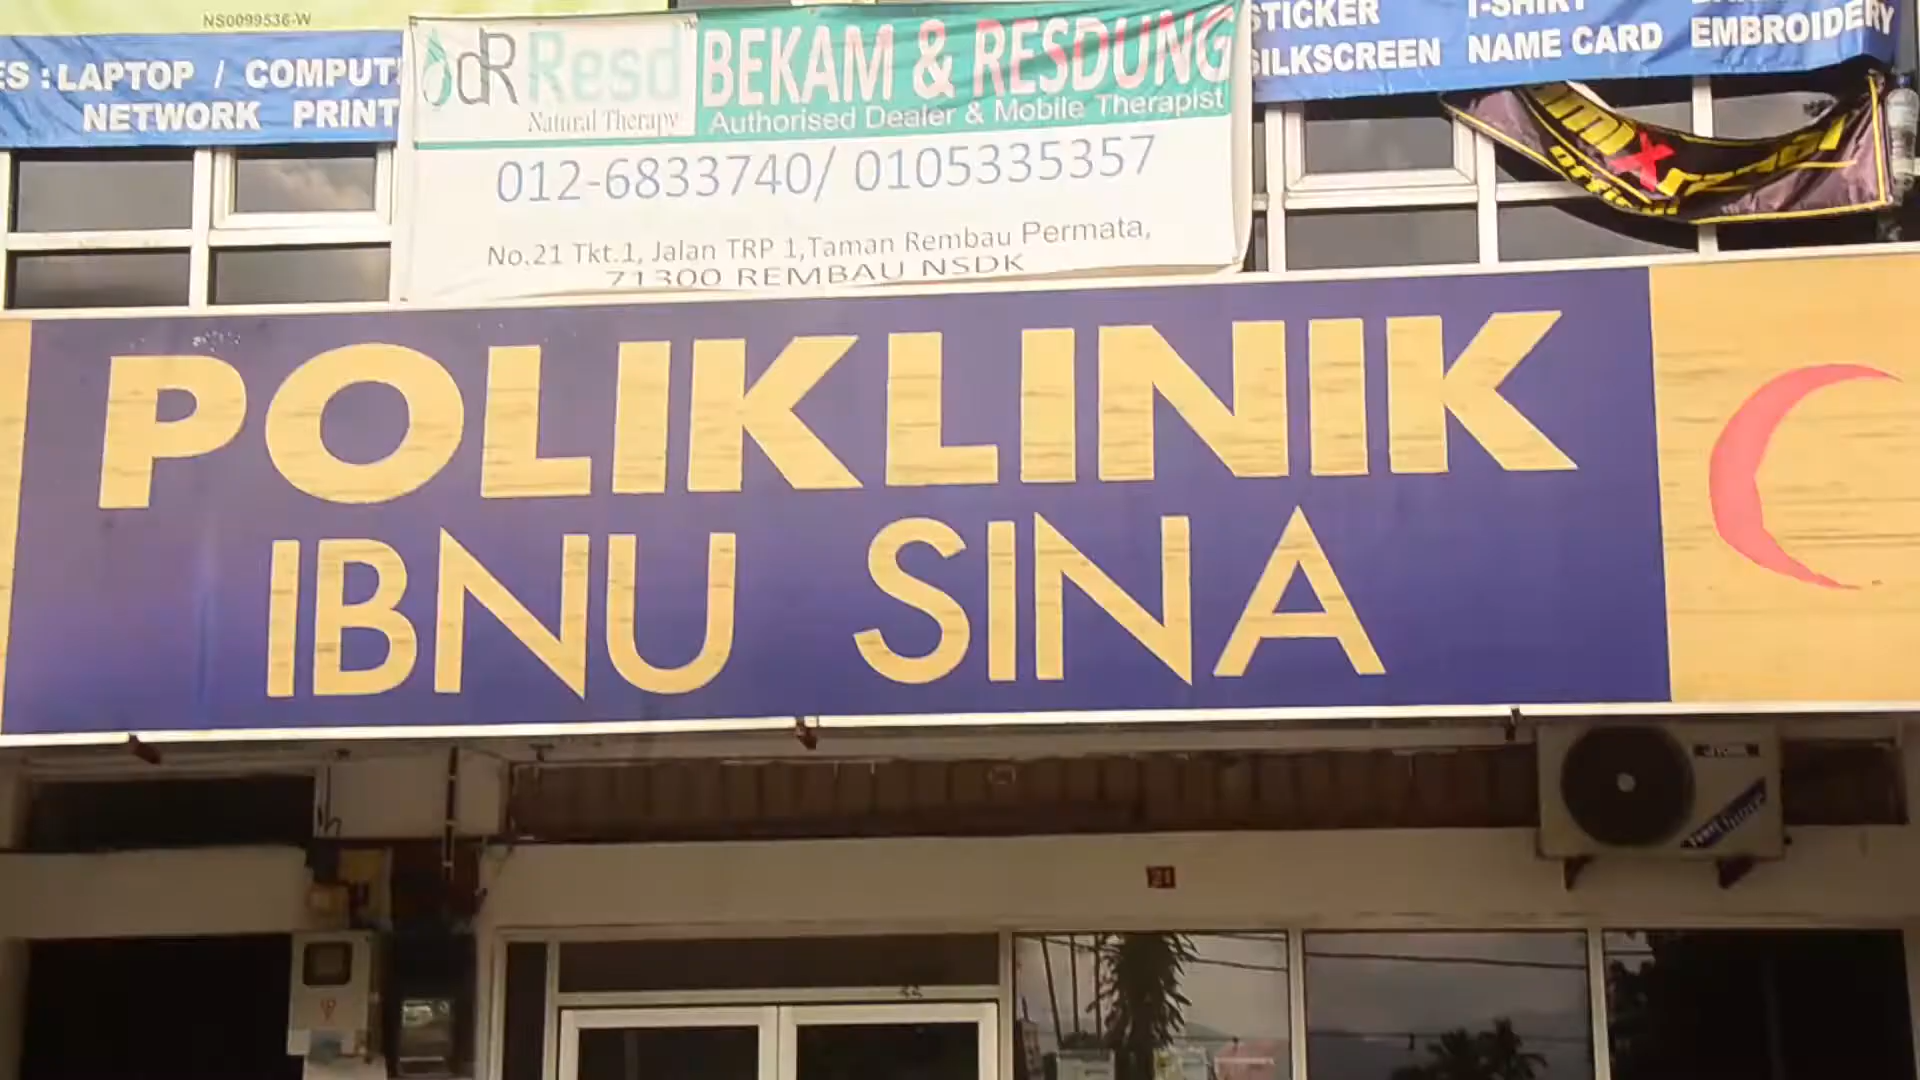 NS0099536-W
ES : LAPTOP / COMPUT
NETWORK PRINT
dR Resd
Natural Therapy
BEKAM & RESDUNG
Authorised Dealer & Mobile Therapist
012-6833740/ 0105335357
No.21 Tkt.1, Jalan TRP 1,Taman Rembau Permata,
71300 REMBAU NSDK
STICKER T-SHIRT
SILKSCREEN NAME CARD EMBROIDERY
POLIKLINIK
IBNU SINA
21